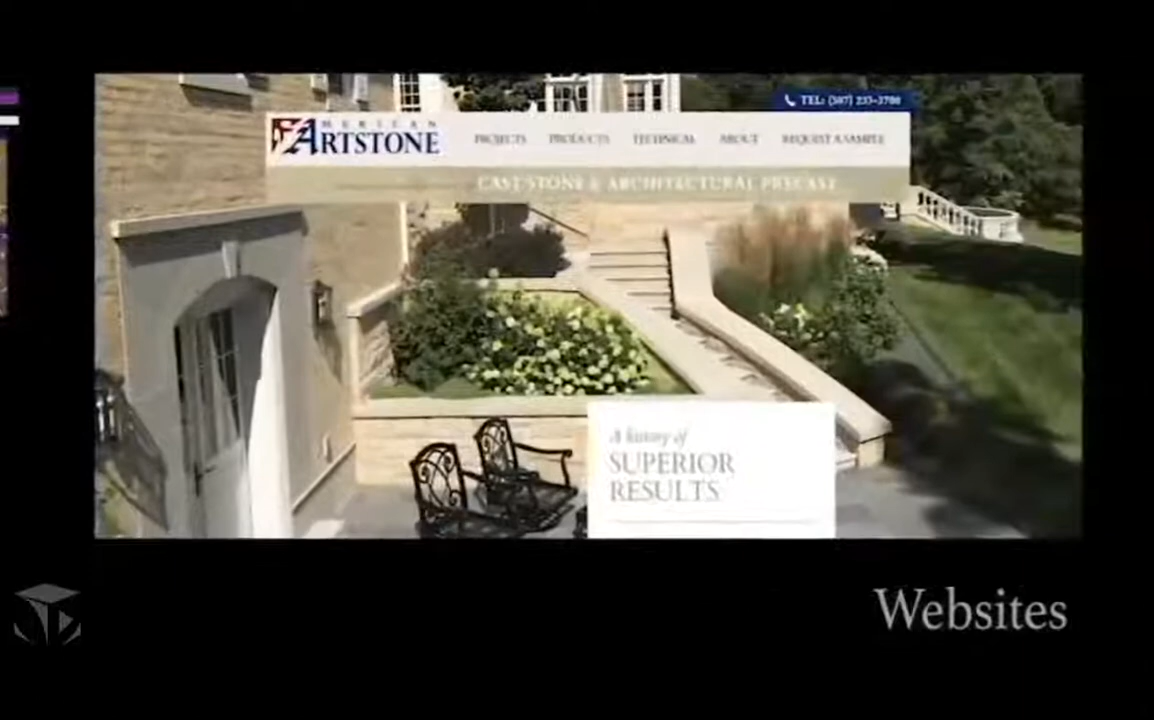 TEL: (507) 233-3700
AMERICAN
ARTSTONE
PROJECTS PRODUCTS TECHNICAL ABOUT REQUEST A SAMPLE
CAST STONE & ARCHITECTURAL PRECAST
A history of
SUPERIOR
RESULTS
Websites